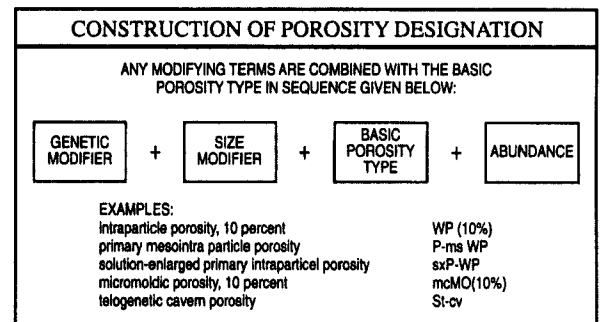 CONSTRUCTION OF POROSITY DESIGNATION
ANY MODIFYING TERMS ARE COMBINED WITH THE BASIC
POROSITY TYPE IN SEQUENCE GIVEN BELOW:
GENETIC
MODIFIER
+
SIZE
MODIFIER
+
BASIC
POROSITY
TYPE
+
ABUNDANCE
EXAMPLES:
intraparticle porosity, 10 percent WP (10%)
primary mesointra particle porosity P-ms WP
solution-enlarged primary intraparticel porosity sxP-WP
micromoldic porosity, 10 percent mcMO(10%)
telogenetic cavern porosity St-cv